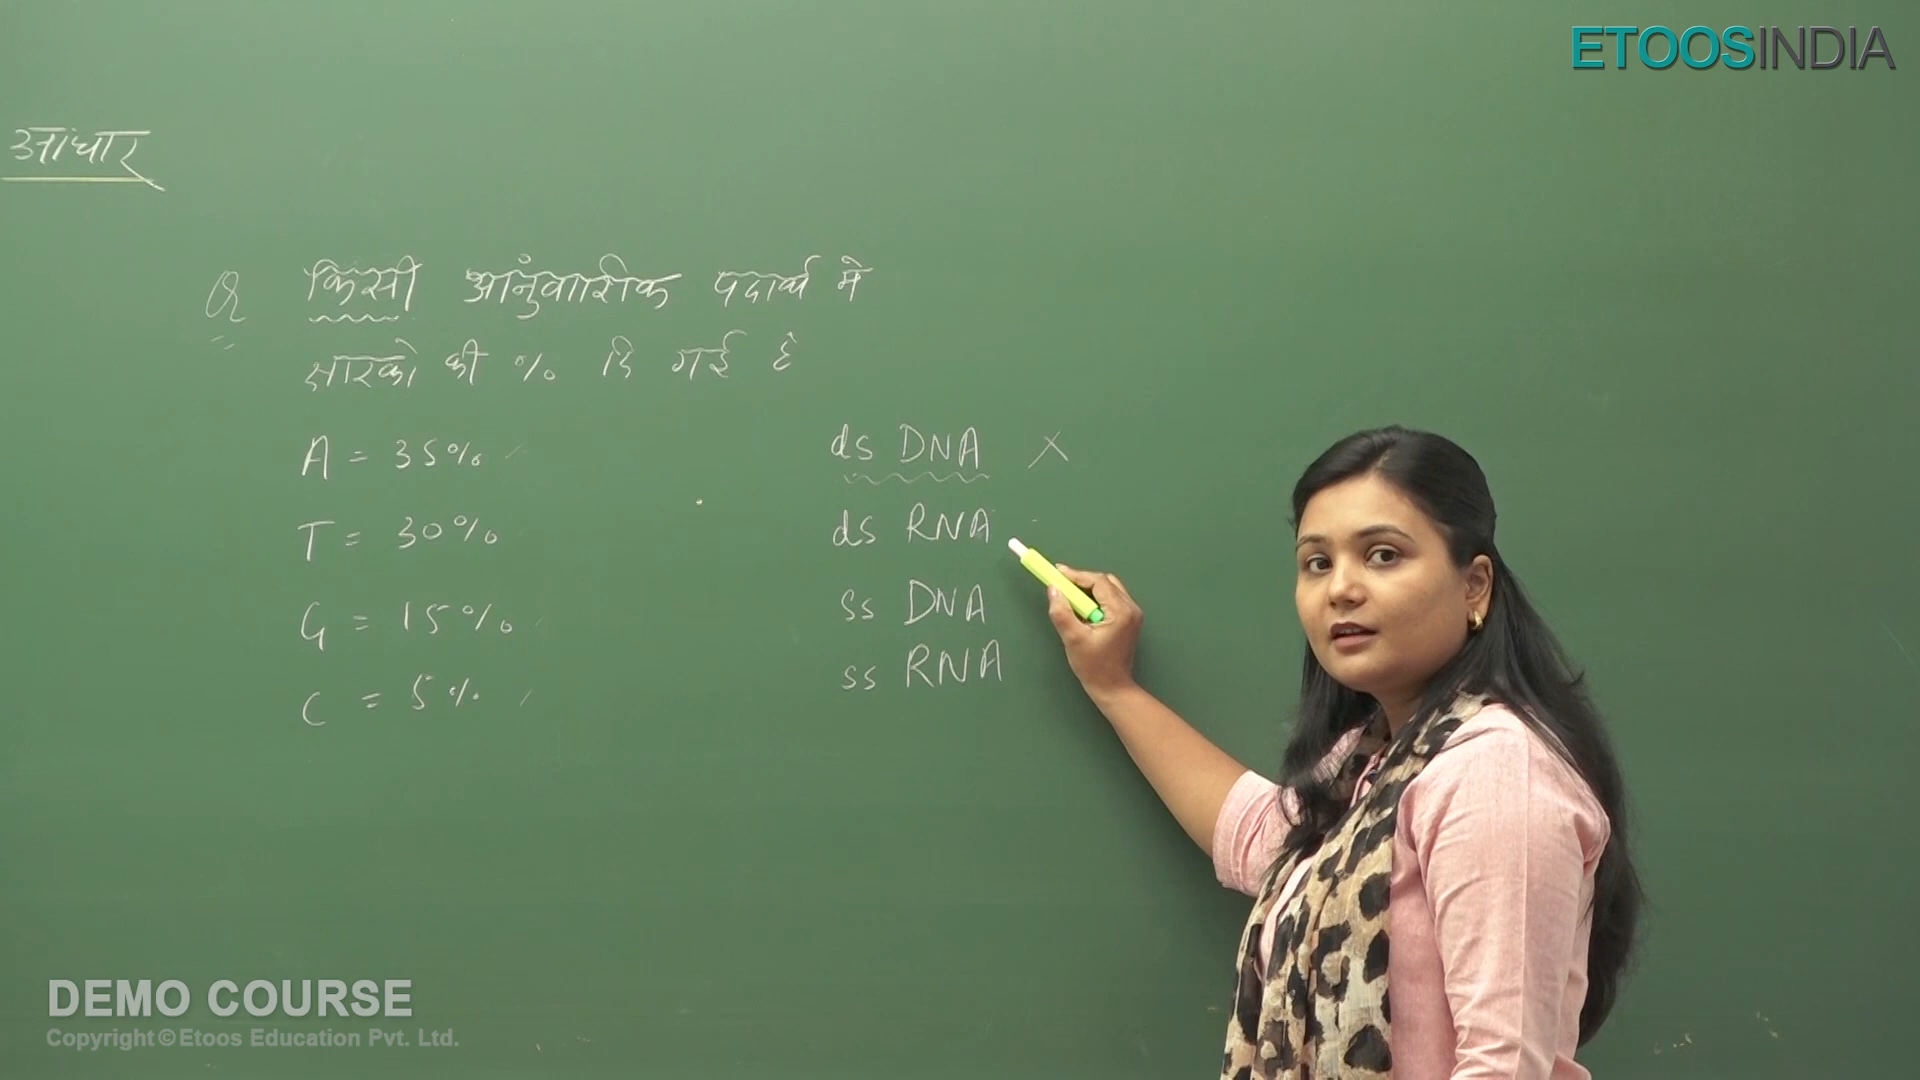 ETOOSINDIA
आधार
Q किसी आनुंवाशिक पदार्थ मे
क्षारको की % दि गई है
A = 35%
T = 30%
G = 15%
C = 5%
ds DNA X
ds RNA
ss DNA
ss RNA
DEMO COURSE
Copyright © Etoos Education Pvt. Ltd.